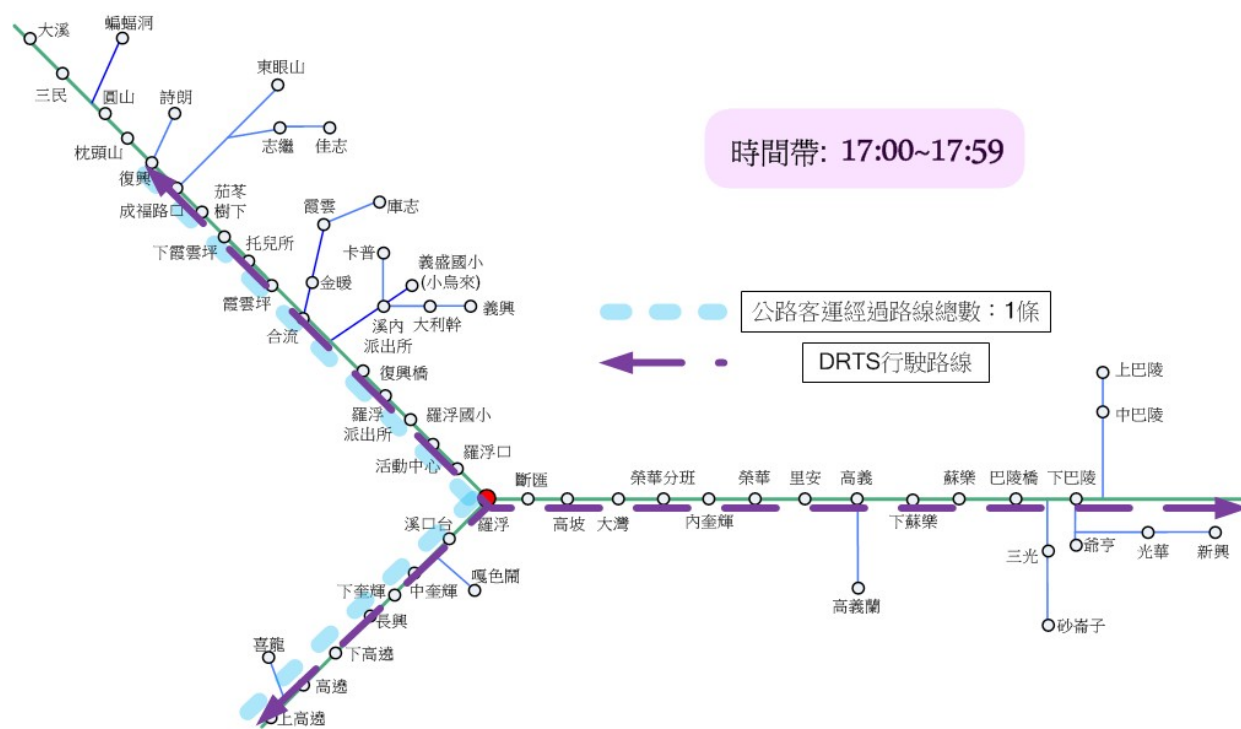 大溪
蝙蝠洞
三民
圓山
詩朗
東眼山
枕頭山
志繼
佳志
復興
成福路口
茄苳
樹下
下霞雲坪
托兒所
霞雲坪
合流
霞雲
庫志
金暖
卡普
義盛國小
(小烏來)
溪內
派出所
大利幹
義興
復興橋
羅浮
派出所
羅浮國小
活動中心
羅浮口
時間帶: 17:00~17:59
公路客運經過路線總數：1條
DRTS行駛路線
上巴陵
中巴陵
斷匯
榮華分班
榮華
里安
高義
蘇樂
巴陵橋
下巴陵
溪口台
羅浮
高坡
大灣
內奎輝
下蘇樂
三光
爺亨
光華
新興
高義蘭
砂崙子
下奎輝
中奎輝
嘎色鬧
長興
喜龍
下高遶
高遶
上高遶